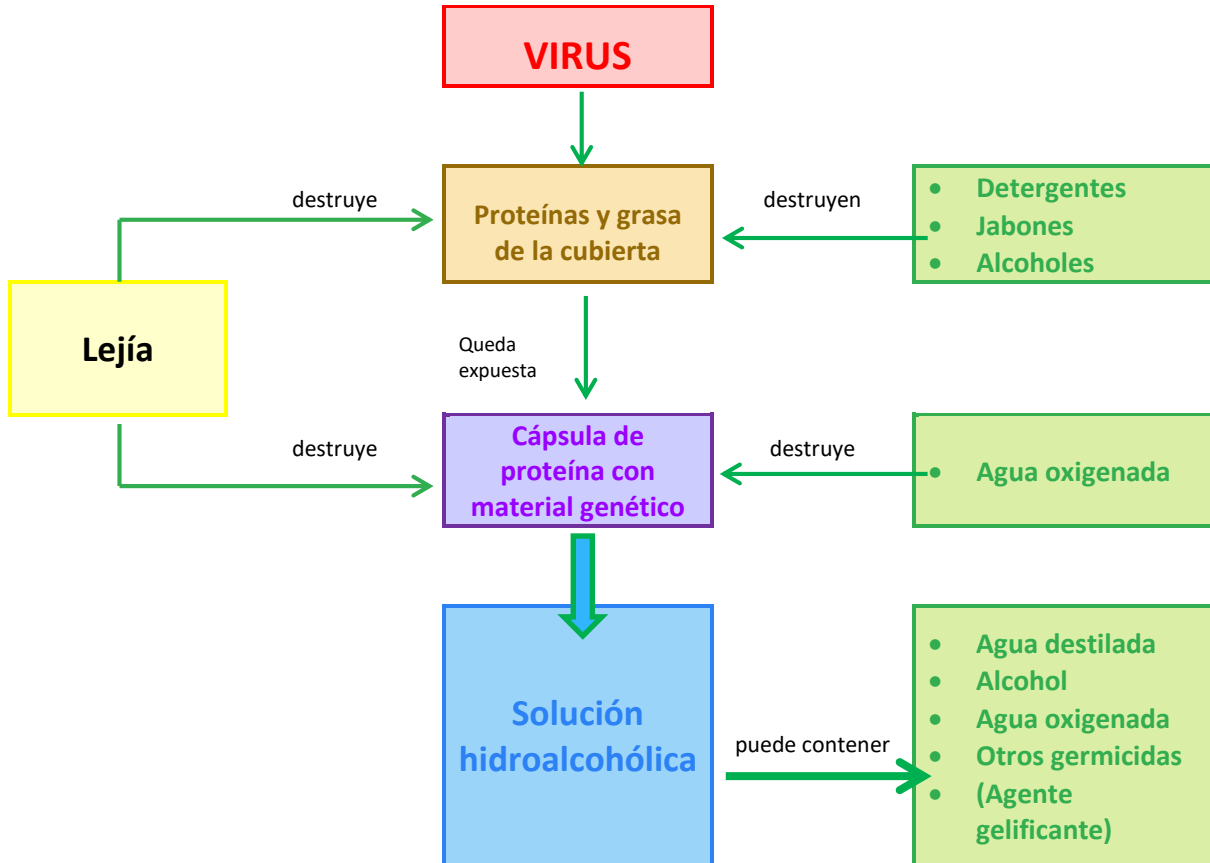 VIRUS
destruye
Proteínas y grasa
de la cubierta
destruyen
• Detergentes
• Jabones
• Alcoholes
Lejía
Queda
expuesta
destruye
Cápsula de
proteína con
material genético
destruye
• Agua oxigenada
Solución
hidroalcohólica
puede contener
• Agua destilada
• Alcohol
• Agua oxigenada
• Otros germicidas
• (Agente
gelificante)